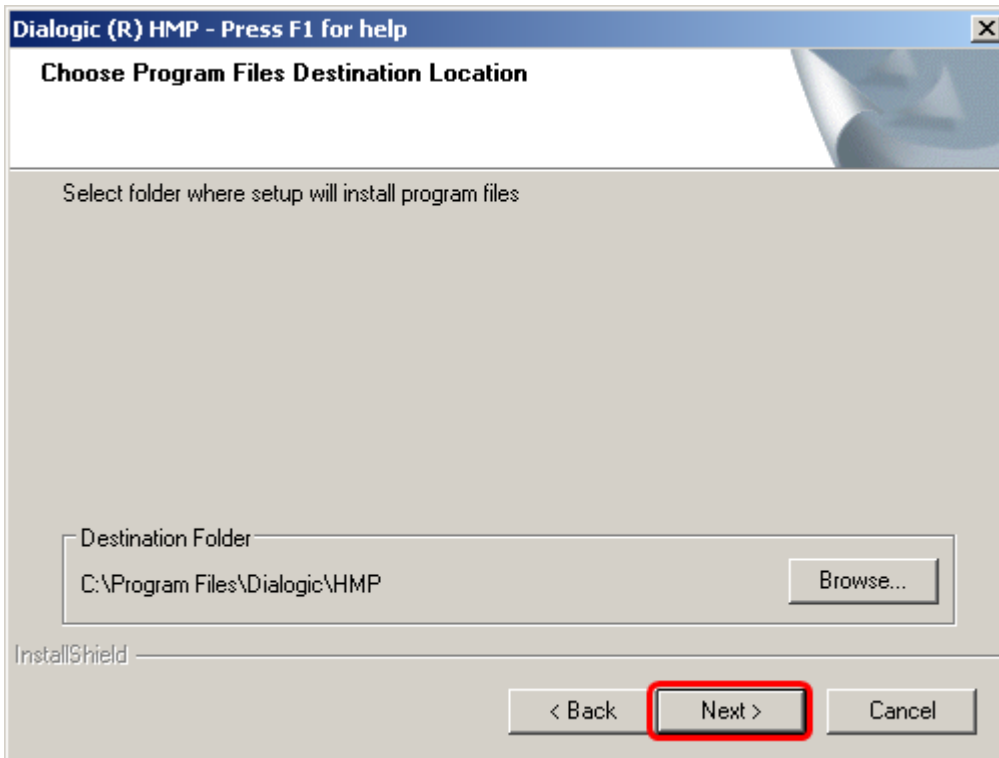 Dialogic (R) HMP - Press F1 for help
Choose Program Files Destination Location
Select folder where setup will install program files
Destination Folder
C:\Program Files\Dialogic\HMP
Browse...
InstallShield
< Back
Next >
Cancel